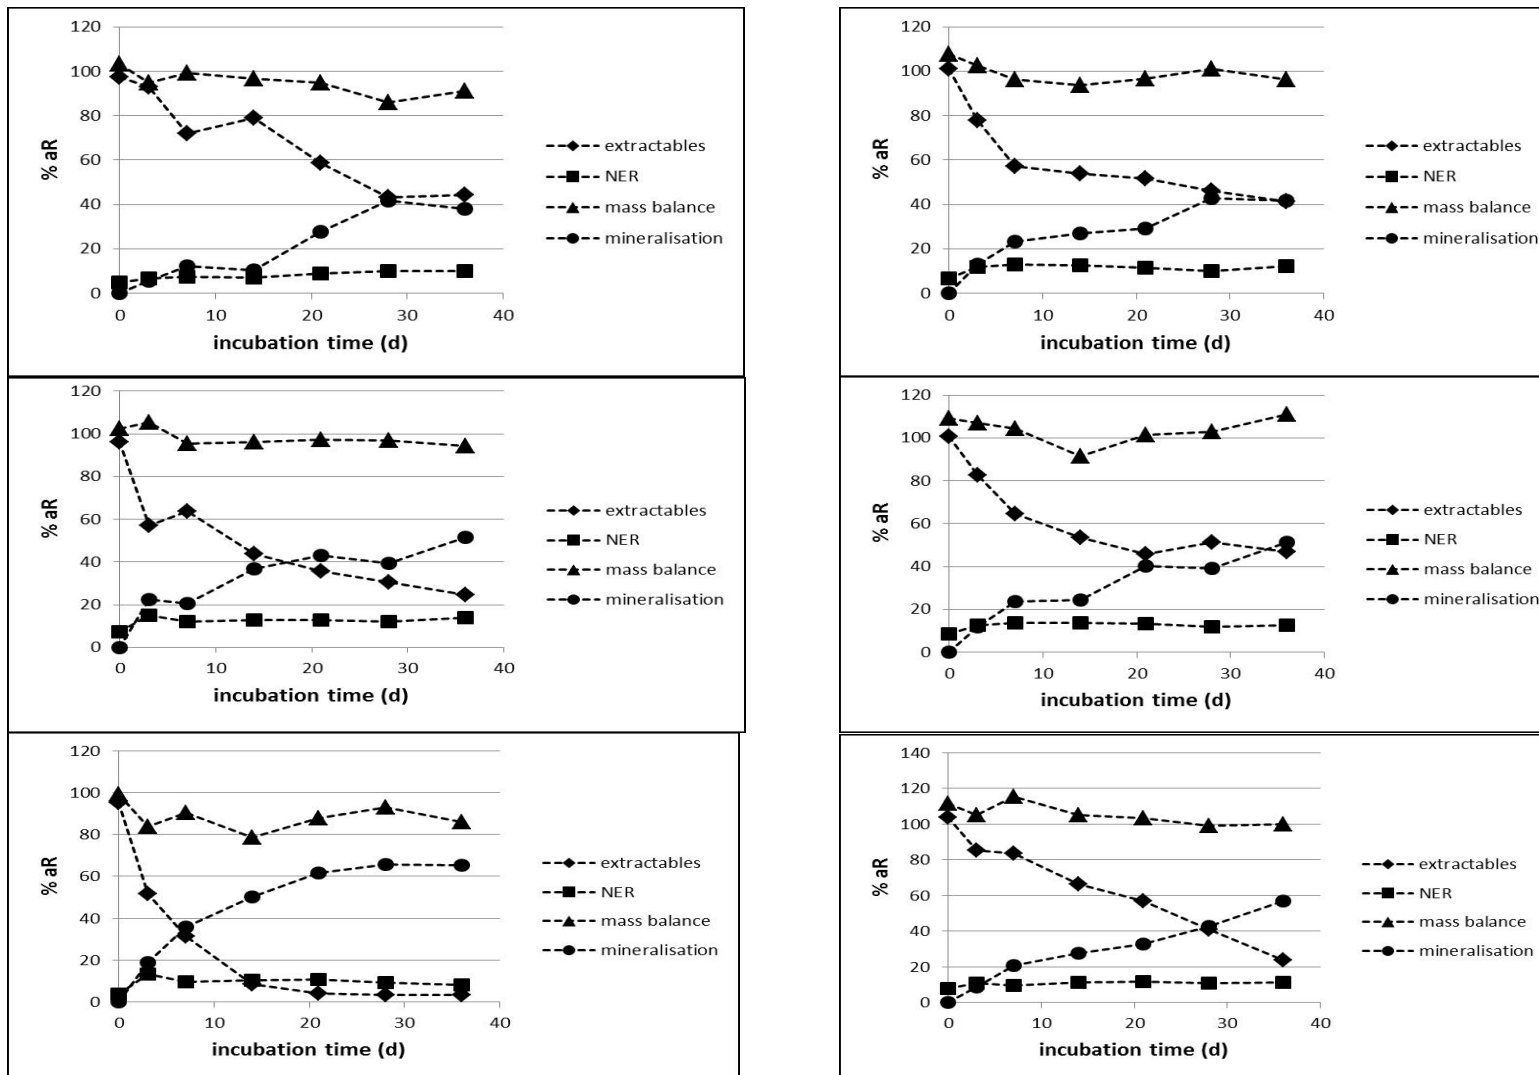 120
100
80
60
40
20
0
% aR
0 10 20 30 40
incubation time (d)
extractables
NER
mass balance
mineralisation
120
100
80
60
40
20
0
% aR
0 10 20 30 40
incubation time (d)
extractables
NER
mass balance
mineralisation
120
100
80
60
40
20
0
% aR
0 10 20 30 40
incubation time (d)
extractables
NER
mass balance
mineralisation
120
100
80
60
40
20
0
% aR
0 10 20 30 40
incubation time (d)
extractables
NER
mass balance
mineralisation
120
100
80
60
40
20
0
% aR
0 10 20 30 40
incubation time (d)
extractables
NER
mass balance
mineralisation
140
120
100
80
60
40
20
0
% aR
0 10 20 30 40
incubation time (d)
extractables
NER
mass balance
mineralisation